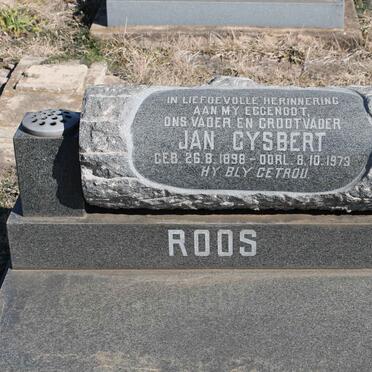 IN LIEFDEVOLLE HERINNERING
AAN MY EGGENOOT,
ONS VADER EN GROOTVADER
JAN GYSBERT
GEB. 26.8.1898 - OORL. 8.10.1973
HY BLY GETROU
ROOS